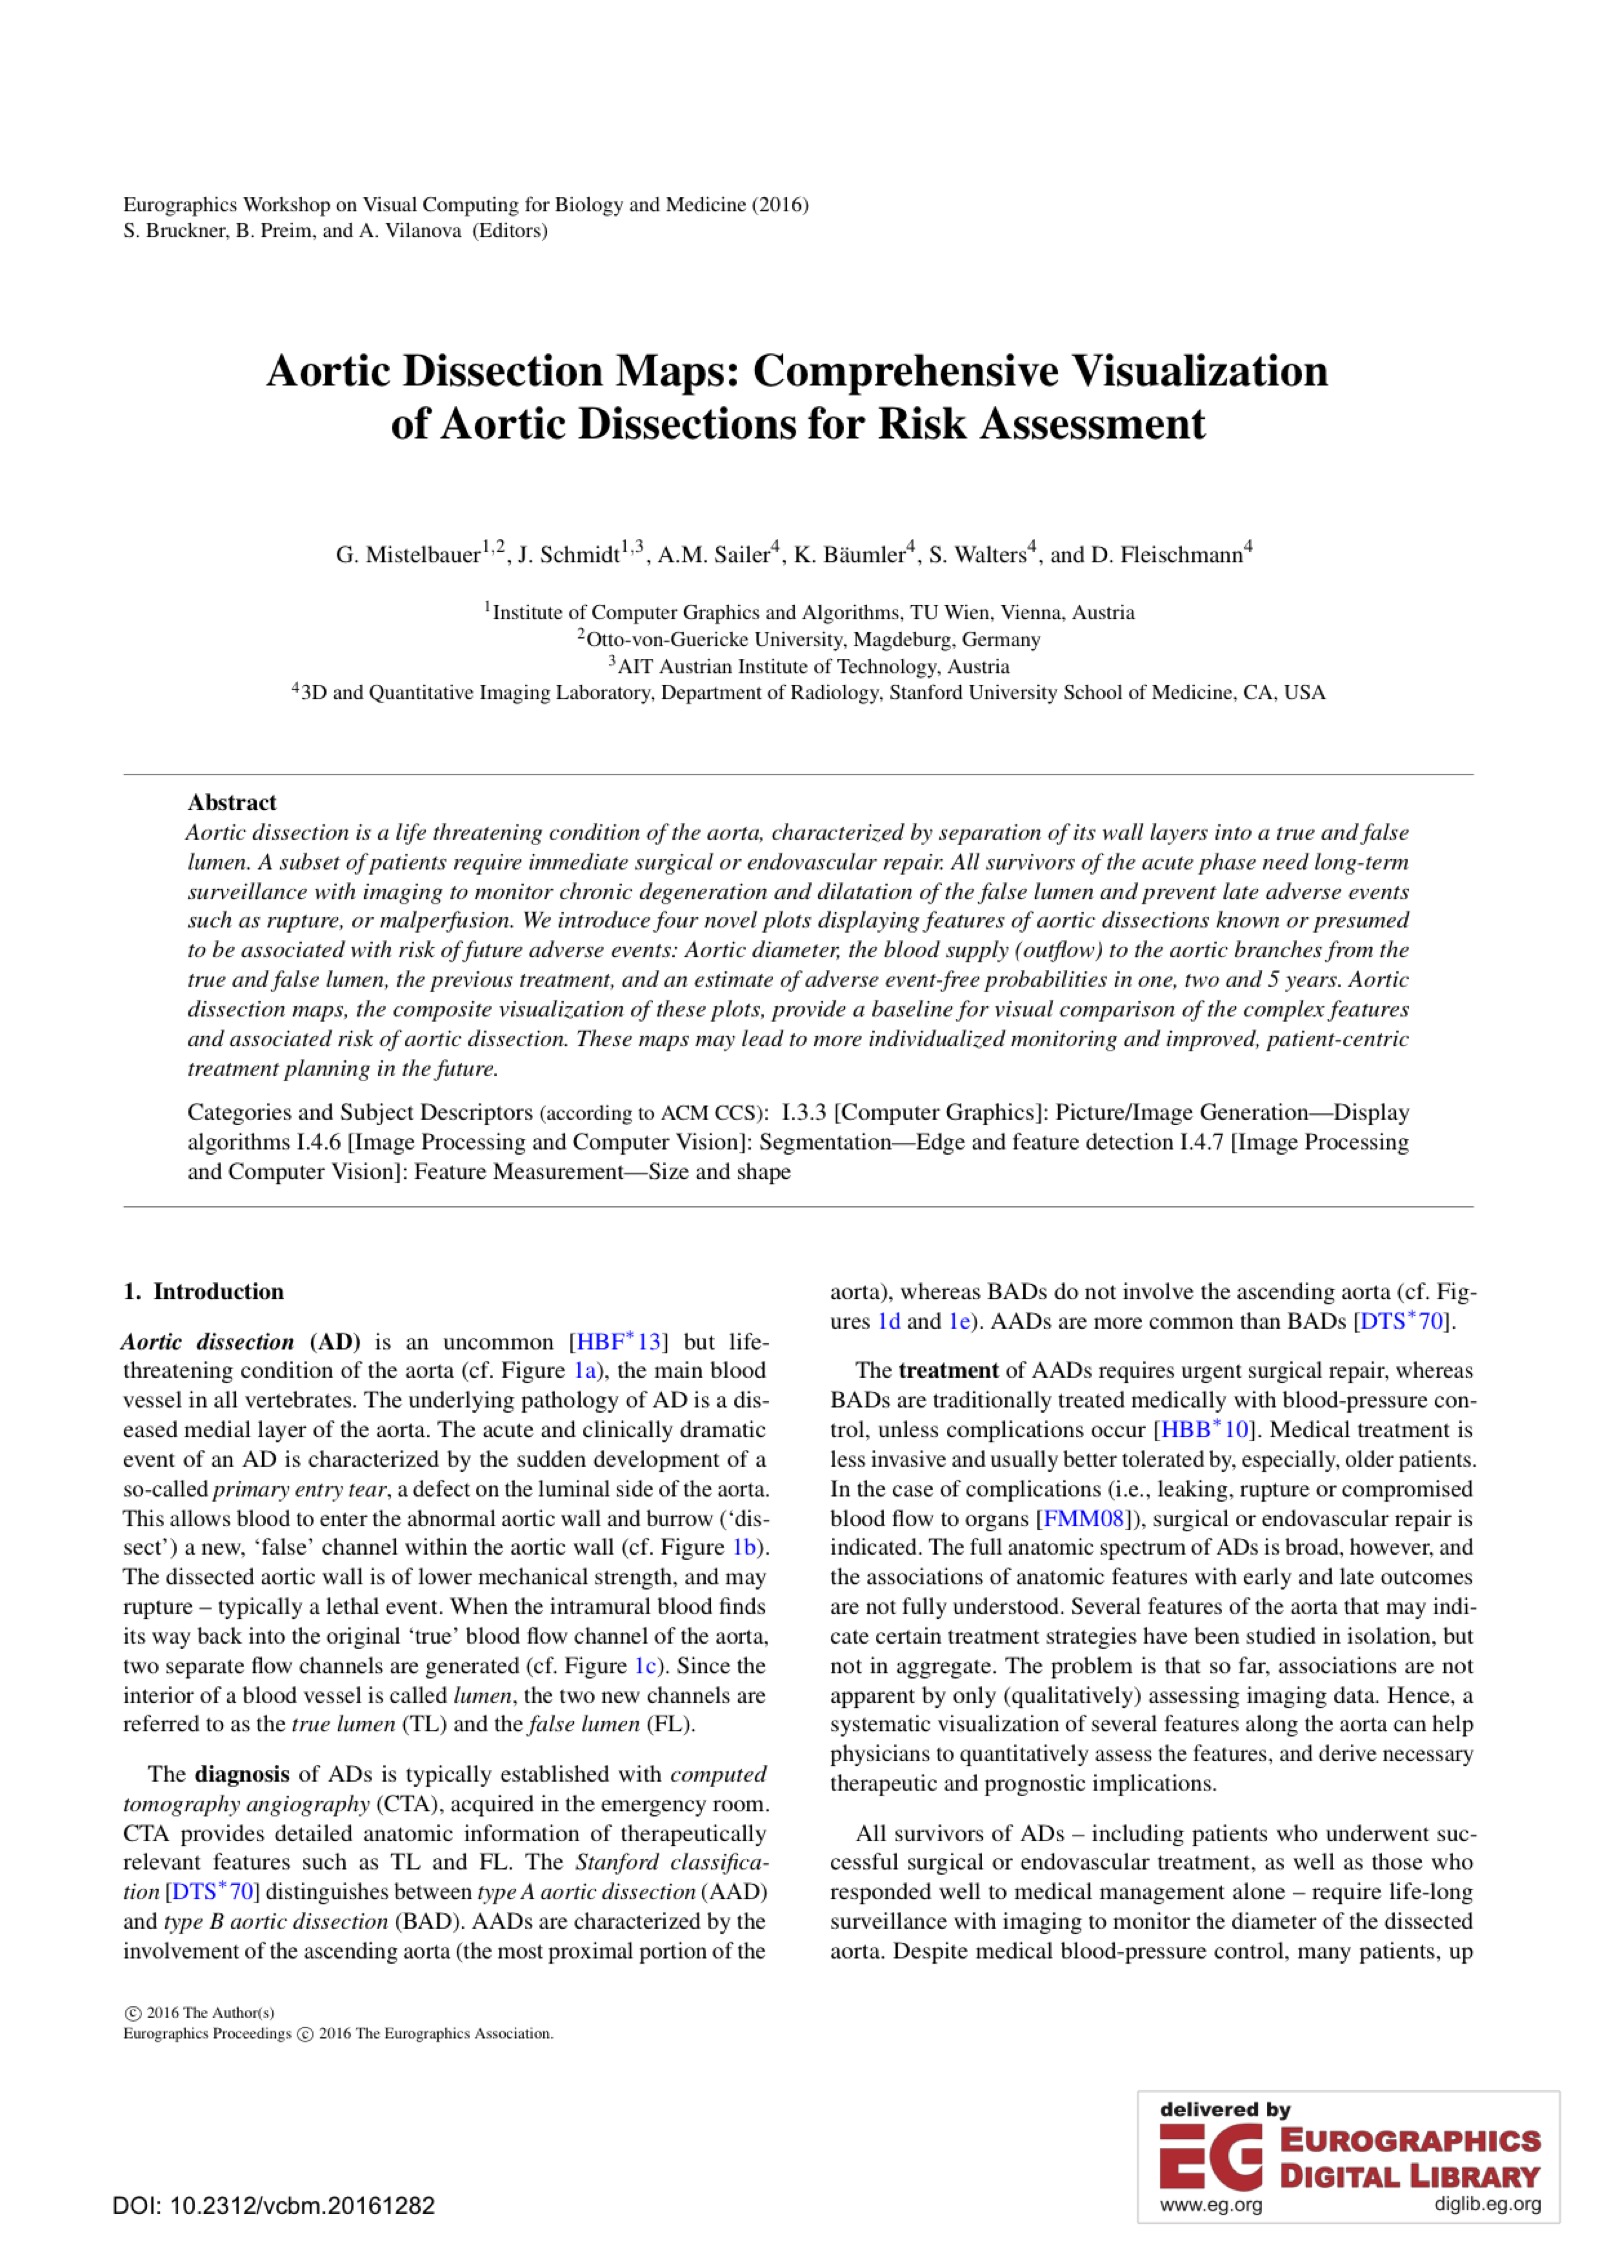 Eurographics Workshop on Visual Computing for Biology and Medicine (2016)
S. Bruckner, B. Preim, and A. Vilanova (Editors)
Aortic Dissection Maps: Comprehensive Visualization
of Aortic Dissections for Risk Assessment
G. Mistelbauer1,2, J. Schmidt1,3, A.M. Sailer4, K. Bäumler4, S. Walters4, and D. Fleischmann4
1Institute of Computer Graphics and Algorithms, TU Wien, Vienna, Austria
2Otto-von-Guericke University, Magdeburg, Germany
3AIT Austrian Institute of Technology, Austria
43D and Quantitative Imaging Laboratory, Department of Radiology, Stanford University School of Medicine, CA, USA
Abstract
Aortic dissection is a life threatening condition of the aorta, characterized by separation of its wall layers into a true and false
lumen. A subset of patients require immediate surgical or endovascular repair. All survivors of the acute phase need long-term
surveillance with imaging to monitor chronic degeneration and dilatation of the false lumen and prevent late adverse events
such as rupture, or malperfusion. We introduce four novel plots displaying features of aortic dissections known or presumed
to be associated with risk of future adverse events: Aortic diameter, the blood supply (outflow) to the aortic branches from the
true and false lumen, the previous treatment, and an estimate of adverse event-free probabilities in one, two and 5 years. Aortic
dissection maps, the composite visualization of these plots, provide a baseline for visual comparison of the complex features
and associated risk of aortic dissection. These maps may lead to more individualized monitoring and improved, patient-centric
treatment planning in the future.
Categories and Subject Descriptors (according to ACM CCS): I.3.3 [Computer Graphics]: Picture/Image Generation—Display
algorithms I.4.6 [Image Processing and Computer Vision]: Segmentation—Edge and feature detection I.4.7 [Image Processing
and Computer Vision]: Feature Measurement—Size and shape
1. Introduction
Aortic dissection (AD) is an uncommon [HBF*13] but life-
threatening condition of the aorta (cf. Figure 1a), the main blood
vessel in all vertebrates. The underlying pathology of AD is a dis-
eased medial layer of the aorta. The acute and clinically dramatic
event of an AD is characterized by the sudden development of a
so-called primary entry tear, a defect on the luminal side of the aorta.
This allows blood to enter the abnormal aortic wall and burrow (‘dis-
sect’) a new, ‘false’ channel within the aortic wall (cf. Figure 1b).
The dissected aortic wall is of lower mechanical strength, and may
rupture – typically a lethal event. When the intramural blood finds
its way back into the original ‘true’ blood flow channel of the aorta,
two separate flow channels are generated (cf. Figure 1c). Since the
interior of a blood vessel is called lumen, the two new channels are
referred to as the true lumen (TL) and the false lumen (FL).
The diagnosis of ADs is typically established with computed
tomography angiography (CTA), acquired in the emergency room.
CTA provides detailed anatomic information of therapeutically
relevant features such as TL and FL. The Stanford classifica-
tion [DTS*70] distinguishes between type A aortic dissection (AAD)
and type B aortic dissection (BAD). AADs are characterized by the
involvement of the ascending aorta (the most proximal portion of the
aorta), whereas BADs do not involve the ascending aorta (cf. Fig-
ures 1d and 1e). AADs are more common than BADs [DTS*70].
The treatment of AADs requires urgent surgical repair, whereas
BADs are traditionally treated medically with blood-pressure con-
trol, unless complications occur [HBB*10]. Medical treatment is
less invasive and usually better tolerated by, especially, older patients.
In the case of complications (i.e., leaking, rupture or compromised
blood flow to organs [FMM08]), surgical or endovascular repair is
indicated. The full anatomic spectrum of ADs is broad, however, and
the associations of anatomic features with early and late outcomes
are not fully understood. Several features of the aorta that may indi-
cate certain treatment strategies have been studied in isolation, but
not in aggregate. The problem is that so far, associations are not
apparent by only (qualitatively) assessing imaging data. Hence, a
systematic visualization of several features along the aorta can help
physicians to quantitatively assess the features, and derive necessary
therapeutic and prognostic implications.
All survivors of ADs – including patients who underwent suc-
cessful surgical or endovascular treatment, as well as those who
responded well to medical management alone – require life-long
surveillance with imaging to monitor the diameter of the dissected
aorta. Despite medical blood-pressure control, many patients, up
© 2016 The Author(s)
Eurographics Proceedings © 2016 The Eurographics Association.
delivered by
EG EUROGRAPHICS
DIGITAL LIBRARY
www.eg.org diglib.eg.org
DOI: 10.2312/vcbm.20161282